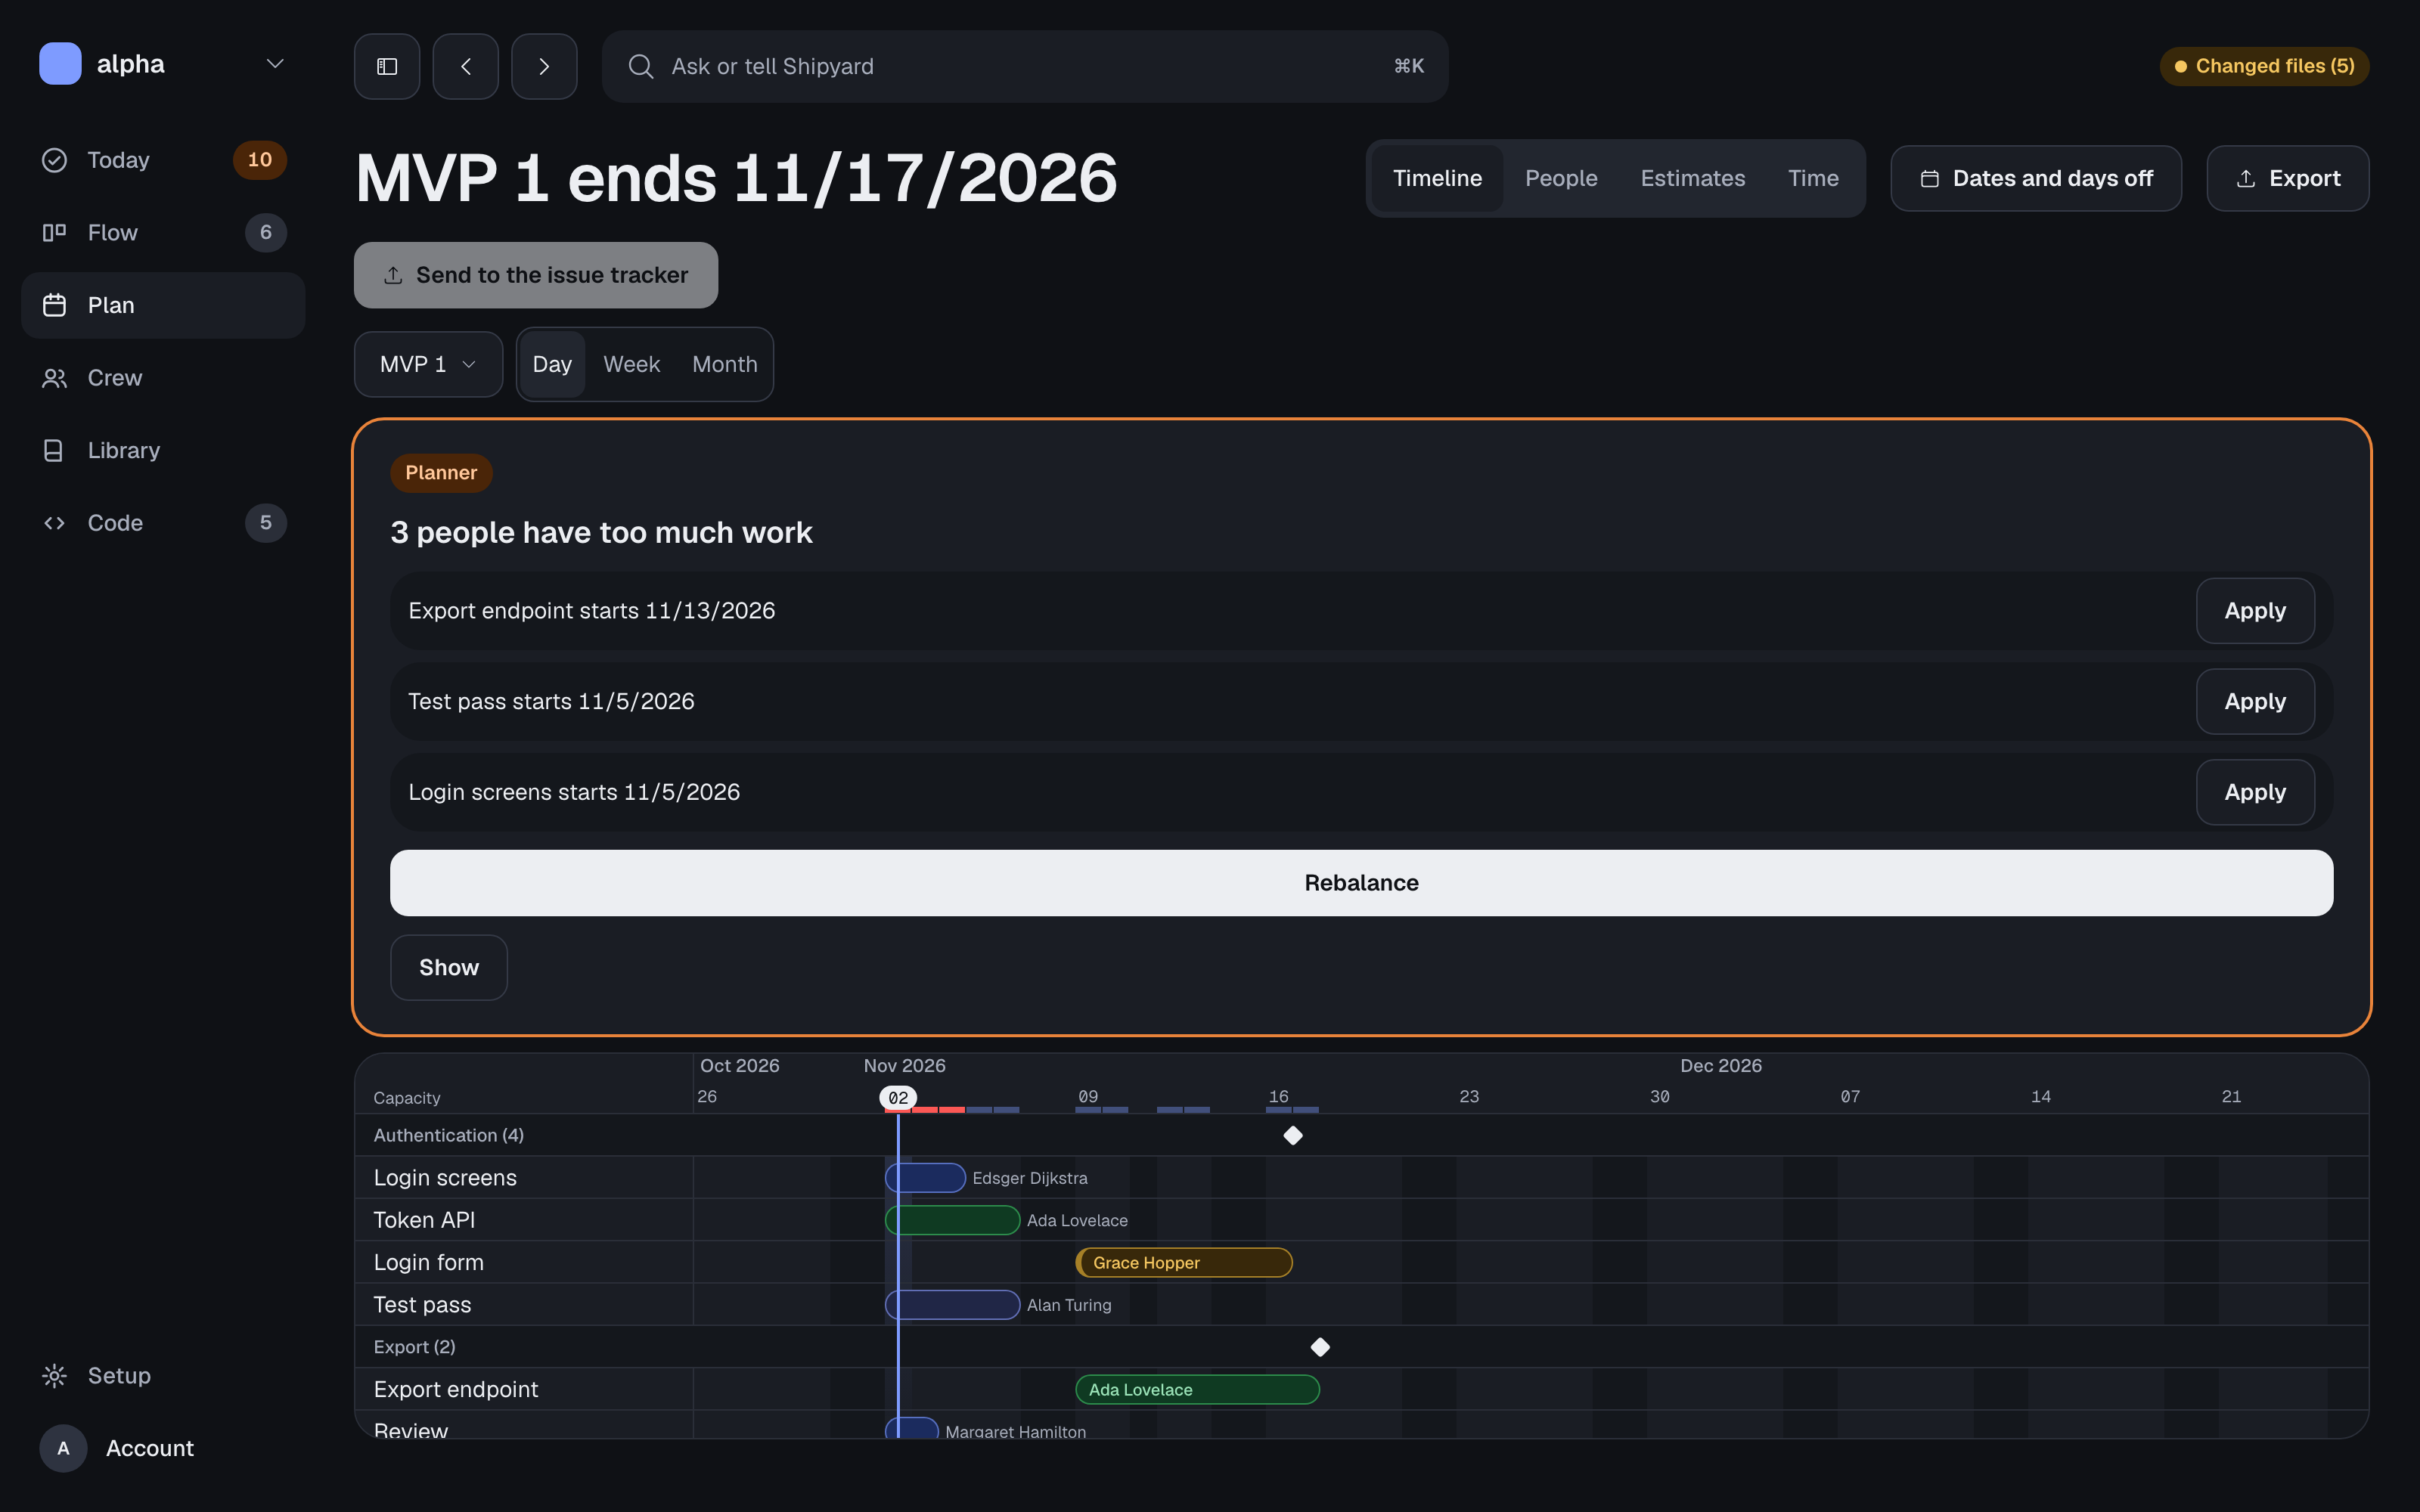 alpha
Ask or tell Shipyard ⌘K
Changed files (5)
Today 10
Flow 6
Plan
Crew
Library
Code 5
Setup
A Account
MVP 1 ends 11/17/2026
Timeline People Estimates Time
Dates and days off
Export
Send to the issue tracker
MVP 1
Day Week Month
Planner
3 people have too much work
Export endpoint starts 11/13/2026 Apply
Test pass starts 11/5/2026 Apply
Login screens starts 11/5/2026 Apply
Rebalance
Show
Oct 2026 Nov 2026 Dec 2026
Capacity 26 02 09 16 23 30 07 14 21
Authentication (4)
Login screens Edsger Dijkstra
Token API Ada Lovelace
Login form Grace Hopper
Test pass Alan Turing
Export (2)
Export endpoint Ada Lovelace
Review Margaret Hamilton